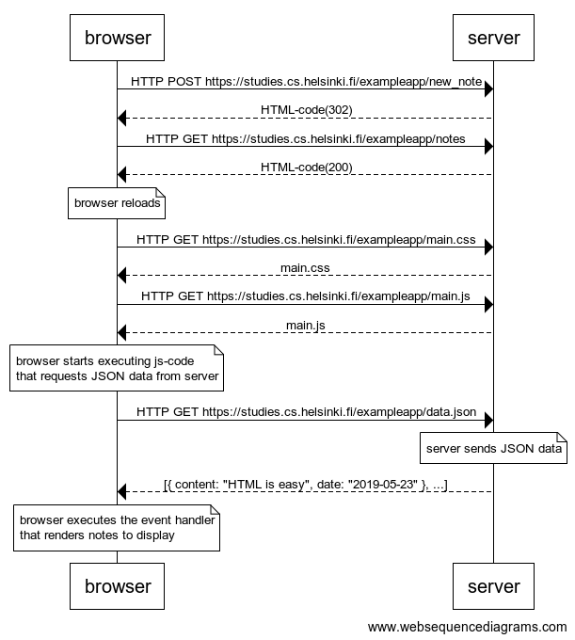 browser
server
HTTP POST https://studies.cs.helsinki.fi/exampleapp/new_note
HTML-code(302)
HTTP GET https://studies.cs.helsinki.fi/exampleapp/notes
HTML-code(200)
browser reloads
HTTP GET https://studies.cs.helsinki.fi/exampleapp/main.css
main.css
HTTP GET https://studies.cs.helsinki.fi/exampleapp/main.js
main.js
browser starts executing js-code
that requests JSON data from server
HTTP GET https://studies.cs.helsinki.fi/exampleapp/data.json
server sends JSON data
[{ content: "HTML is easy", date: "2019-05-23" }, ...]
browser executes the event handler
that renders notes to display
browser
server
www.websequencediagrams.com